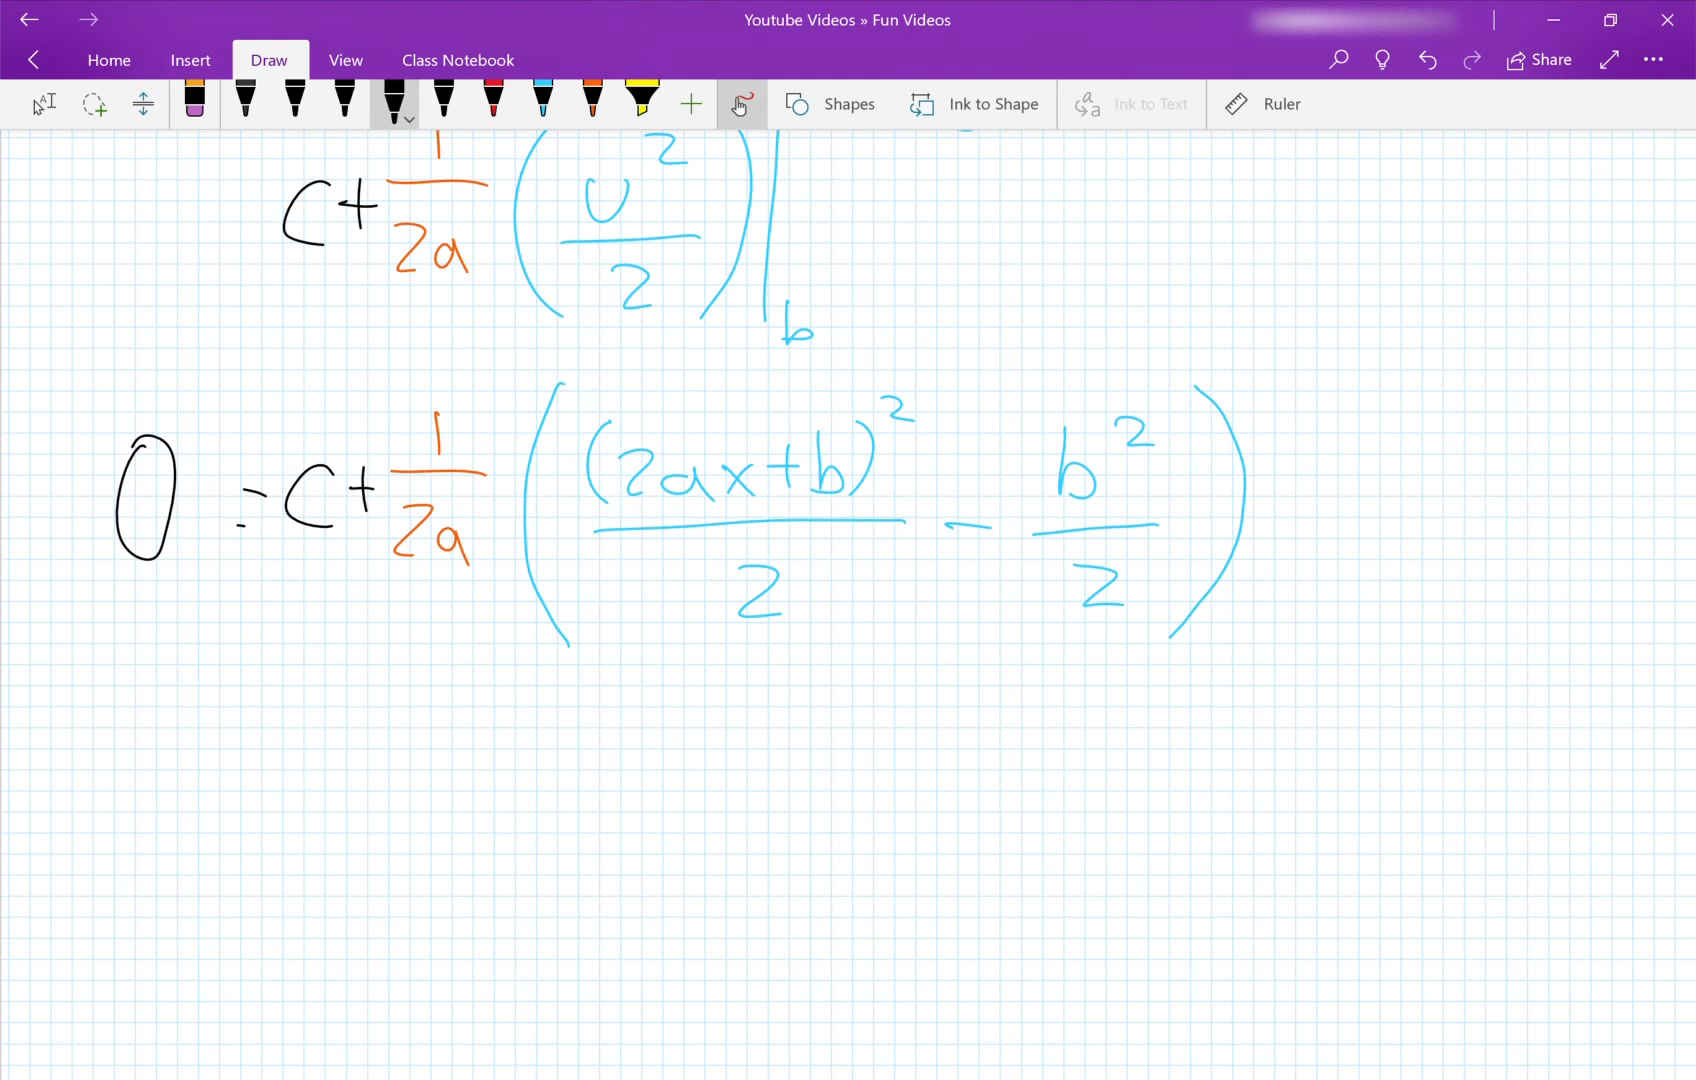 Youtube Videos » Fun Videos
Home Insert Draw View Class Notebook Share
Shapes Ink to Shape Ink to Text Ruler
C + 1/2a (u²/2) | b
0 = C + 1/2a ((2ax+b)²/2 − b²/2)